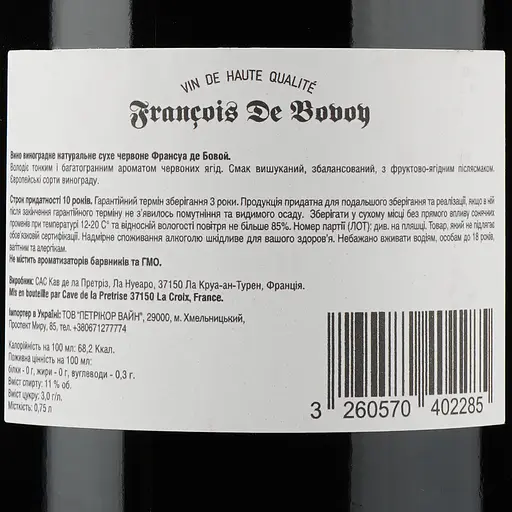 VIN DE HAUTE QUALITÉ
François De Bovoy
Вино виноградне натуральне сухе червоне Франсуа де Бовой.
Володіє тонким і багатогранним ароматом червоних ягід. Смак вишуканий, збалансований, з фруктово-ягідним післясмаком.
Європейські сорти винограду.
Строк придатності 10 років. Гарантійний термін зберігання 3 роки. Продукція придатна для подальшого зберігання та реалізації, якщо в ній
після закінчення гарантійного терміну не з'явилось помутніння та видимого осаду. Зберігати у сухому місці без прямого впливу сонячних
променів при температурі 12-20 С° та відносній вологості повітря не більше 85%. Номер партії (ЛОТ): див. на пляшці. Товар, який не підлягає
обов'язковій сертифікації. Надмірне споживання алкоголю шкідливе для вашого здоров'я. Небажано вживати водіям, особам до 18 років,
вагітним та алергікам.
Не містить ароматизаторів барвників та ГМО.
Виробник: САС Кав де ла Претріз, Ла Нуеаро, 37150 Ла Круа-ан-Турен, Франція.
Mis en bouteille par Cave de la Pretrise 37150 La Croix, France.
Імпортер в Україні: ТОВ "ПЕТРІКОР ВАЙН", 29000, м. Хмельницький,
Проспект Миру, 85, тел. +380671277774
Калорійність на 100 мл: 68,2 Ккал.
Поживна цінність на 100 мл:
білки - 0 г, жири - 0 г, вуглеводи - 0,3 г.
Вміст спирту: 11 % об.
Вміст цукру: 3,0 г/л.
Місткість: 0,75 л
3 260570 402285